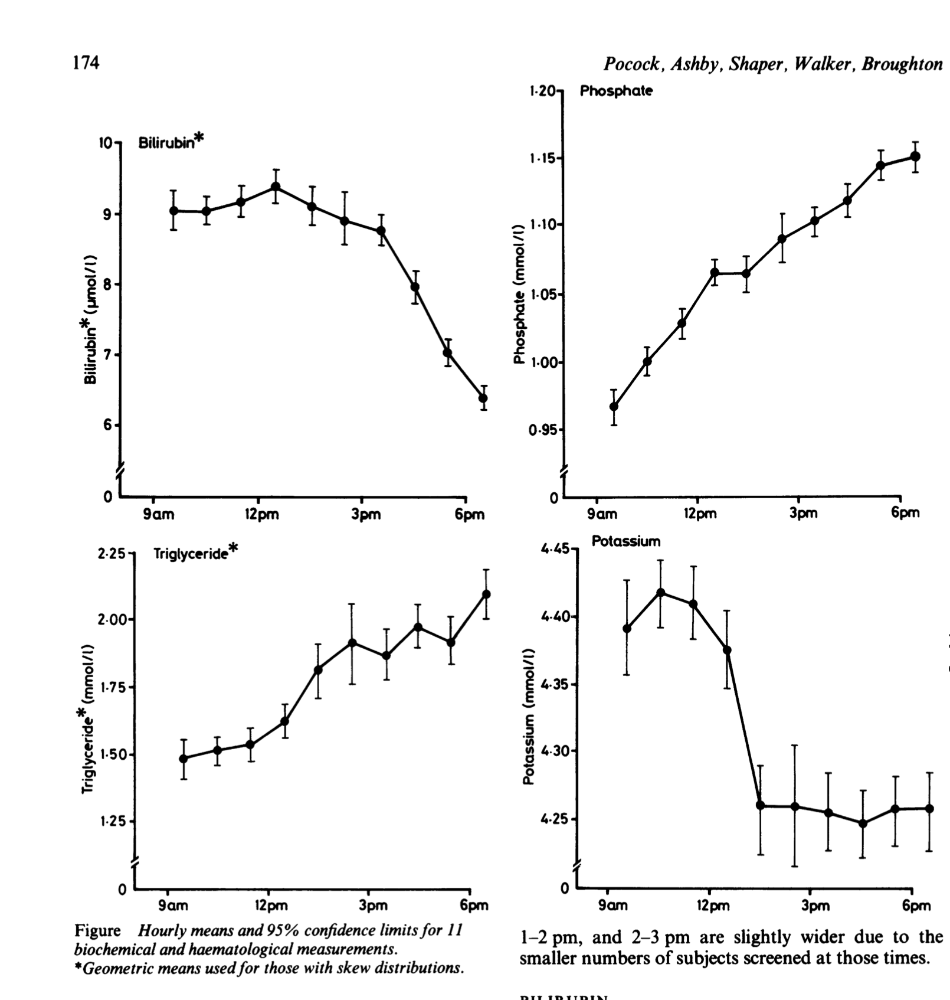 174
Pocock, Ashby, Shaper, Walker, Broughton
Bilirubin*
10
9
8
7
6
0
Bilirubin* (µmol/l)
9am 12pm 3pm 6pm
Phosphate
1·20
1·15
1·10
1·05
1·00
0·95
0
Phosphate (mmol/l)
9am 12pm 3pm 6pm
Triglyceride*
2·25
2·00
1·75
1·50
1·25
0
Triglyceride* (mmol/l)
9am 12pm 3pm 6pm
Potassium
4·45
4·40
4·35
4·30
4·25
0
Potassium (mmol/l)
9am 12pm 3pm 6pm
Figure Hourly means and 95% confidence limits for 11
biochemical and haematological measurements.
*Geometric means used for those with skew distributions.
1–2 pm, and 2–3 pm are slightly wider due to the
smaller numbers of subjects screened at those times.
BILIRUBIN